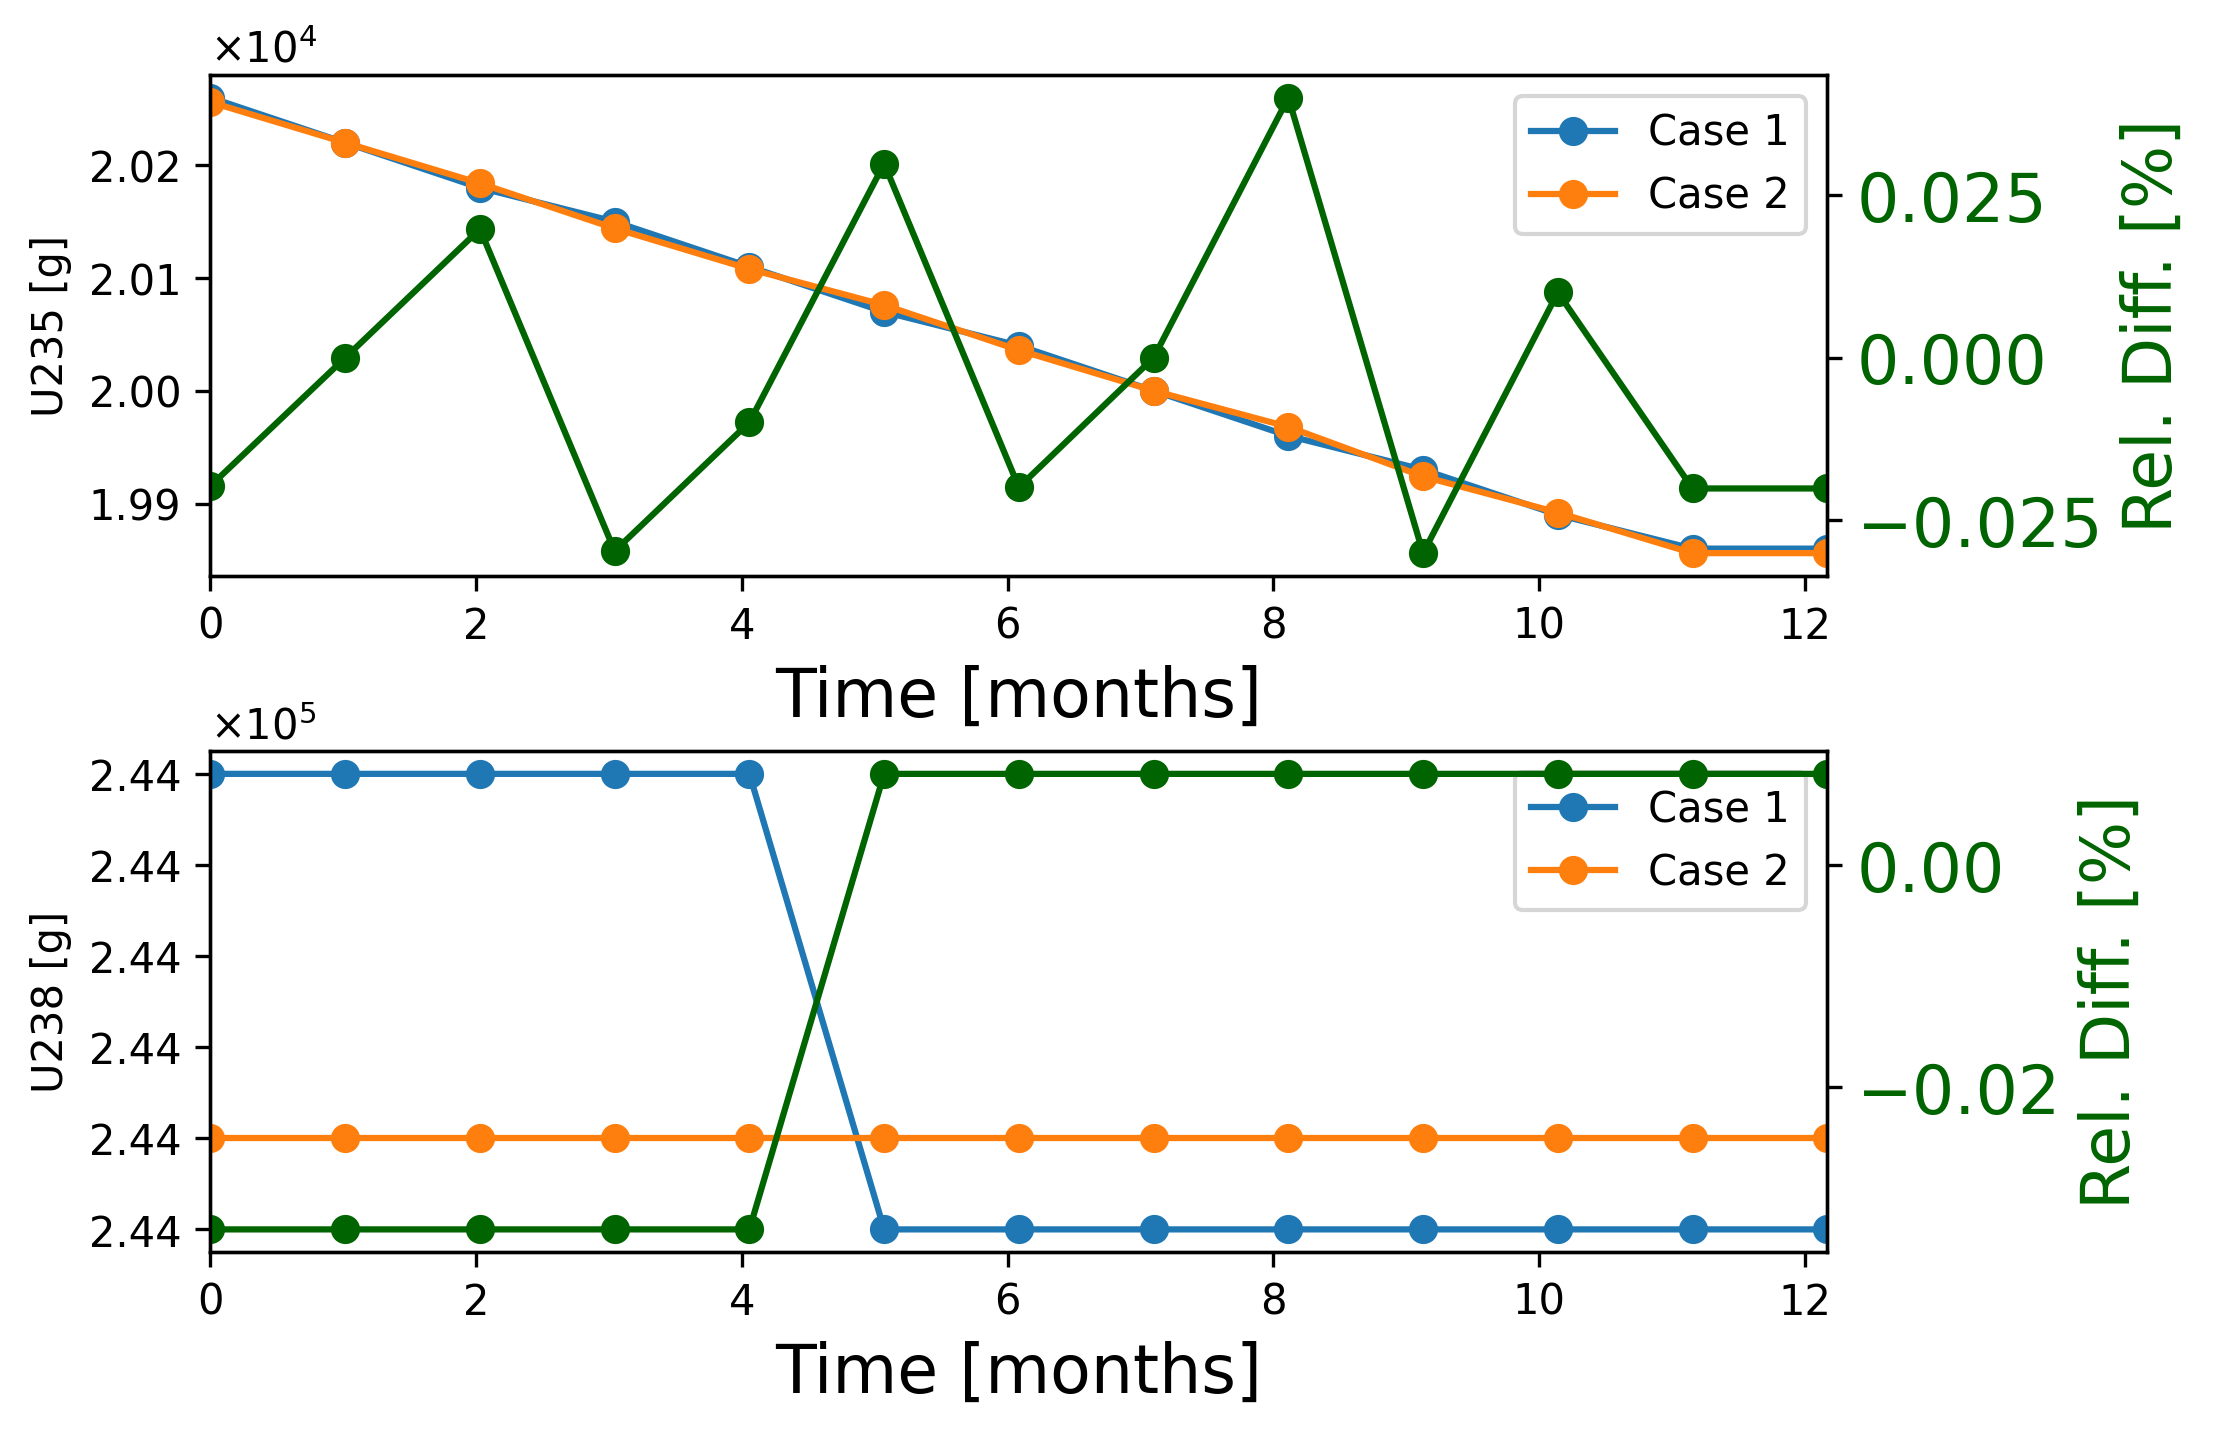 ×10⁴
Case 1
Case 2
U235 [g]
2.02
2.01
2.00
1.99
0.025
0.000
−0.025
Rel. Diff. [%]
0 2 4 6 8 10 12
Time [months]
×10⁵
Case 1
Case 2
U238 [g]
2.44
2.44
2.44
2.44
2.44
2.44
0.00
−0.02
Rel. Diff. [%]
0 2 4 6 8 10 12
Time [months]